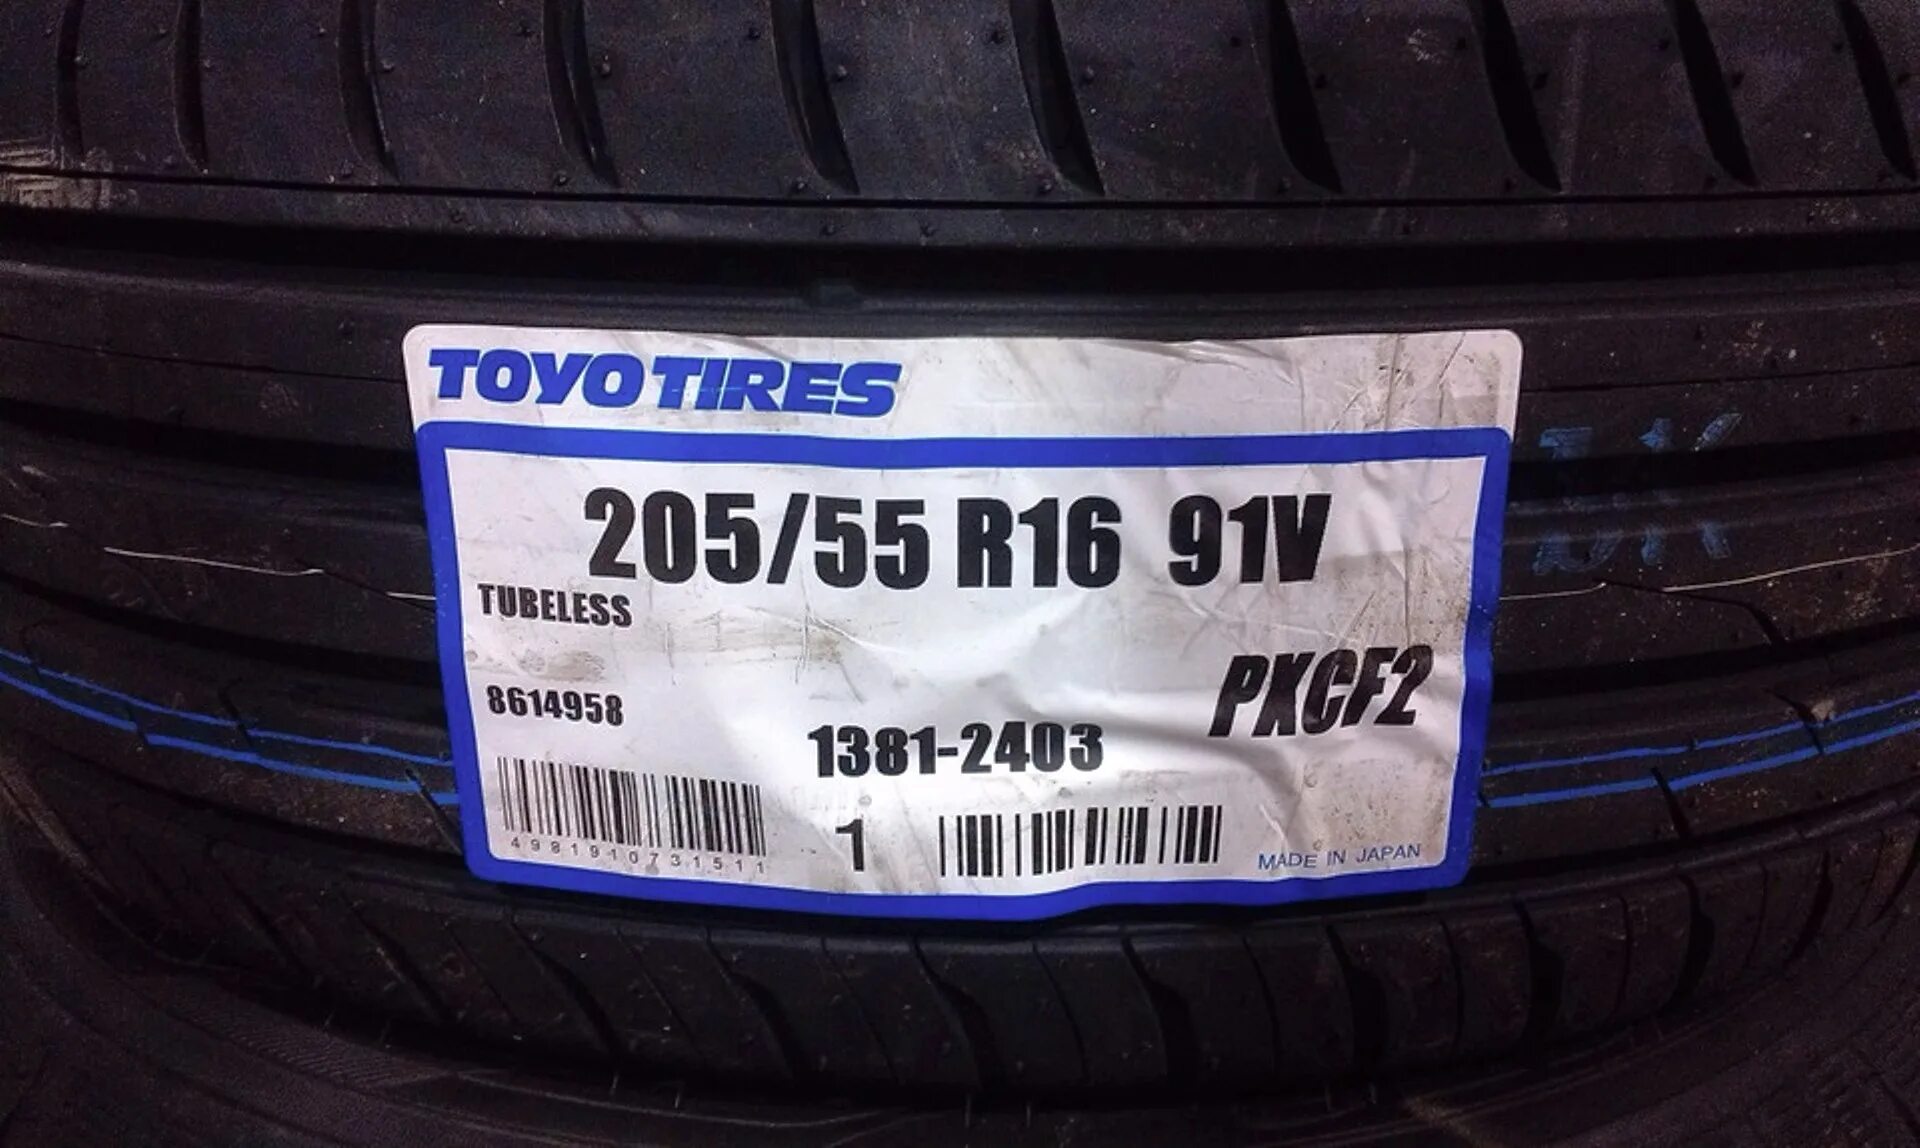 TOYO TIRES
205/55 R16 91V
TUBELESS
PXCF2
8614958
1381-2403
4981910731511
1
MADE IN JAPAN